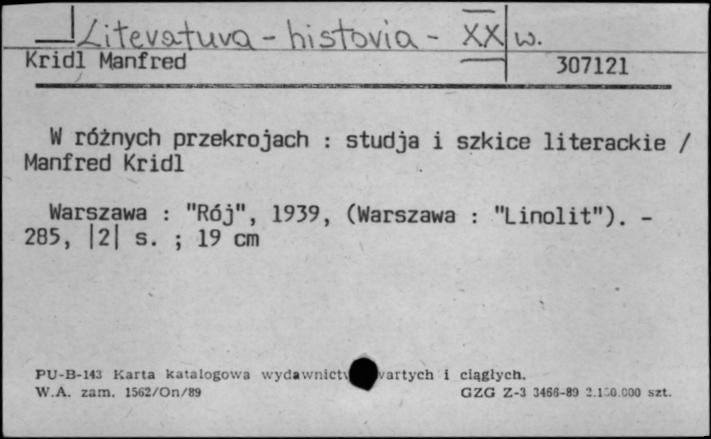 Literatura - historia - XX w.
Kridl Manfred 307121
W różnych przekrojach : studja i szkice literackie /
Manfred Kridl
Warszawa : "Rój", 1939, (Warszawa : "Linolit"). -
285, |2| s. ; 19 cm
PU-B-143 Karta katalogowa wydawnictw zwartych i ciągłych.
W.A. zam. 1562/On/89 GZG Z-3 3466-89 szt.